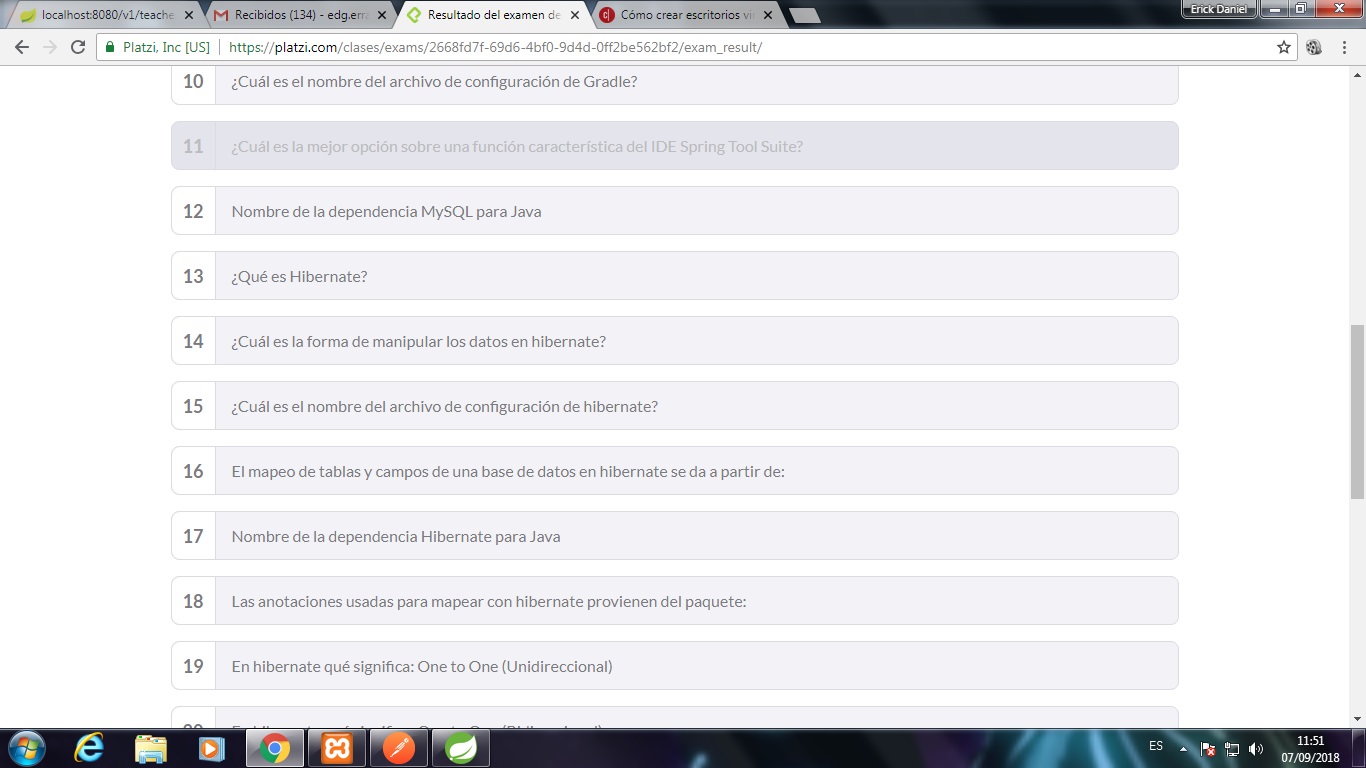 localhost:8080/v1/teache
Recibidos (134) - edg.erra
Resultado del examen de
Cómo crear escritorios vir
Erick Daniel
Platzi, Inc [US]
https://platzi.com/clases/exams/2668fd7f-69d6-4bf0-9d4d-0ff2be562bf2/exam_result/
10 ¿Cuál es el nombre del archivo de configuración de Gradle?
11 ¿Cuál es la mejor opción sobre una función característica del IDE Spring Tool Suite?
12 Nombre de la dependencia MySQL para Java
13 ¿Qué es Hibernate?
14 ¿Cuál es la forma de manipular los datos en hibernate?
15 ¿Cuál es el nombre del archivo de configuración de hibernate?
16 El mapeo de tablas y campos de una base de datos en hibernate se da a partir de:
17 Nombre de la dependencia Hibernate para Java
18 Las anotaciones usadas para mapear con hibernate provienen del paquete:
19 En hibernate qué significa: One to One (Unidireccional)
ES
11:51
07/09/2018